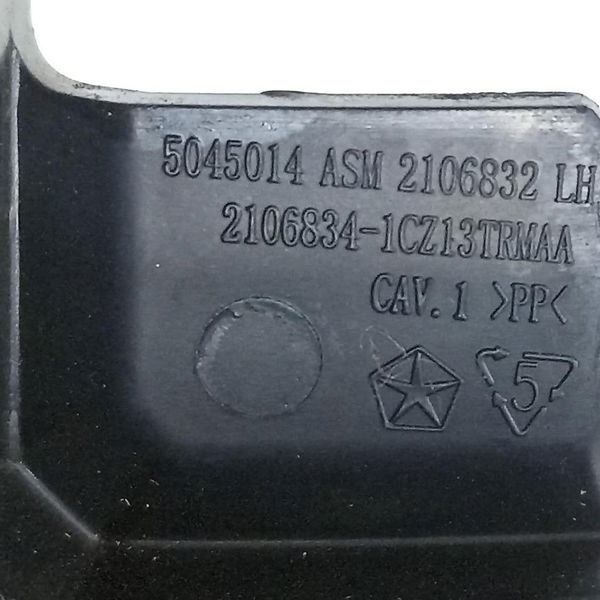 5045014 ASM 2106832 LH
2106834-1CZ13TRMAA
CAV. 1 >PP<
5